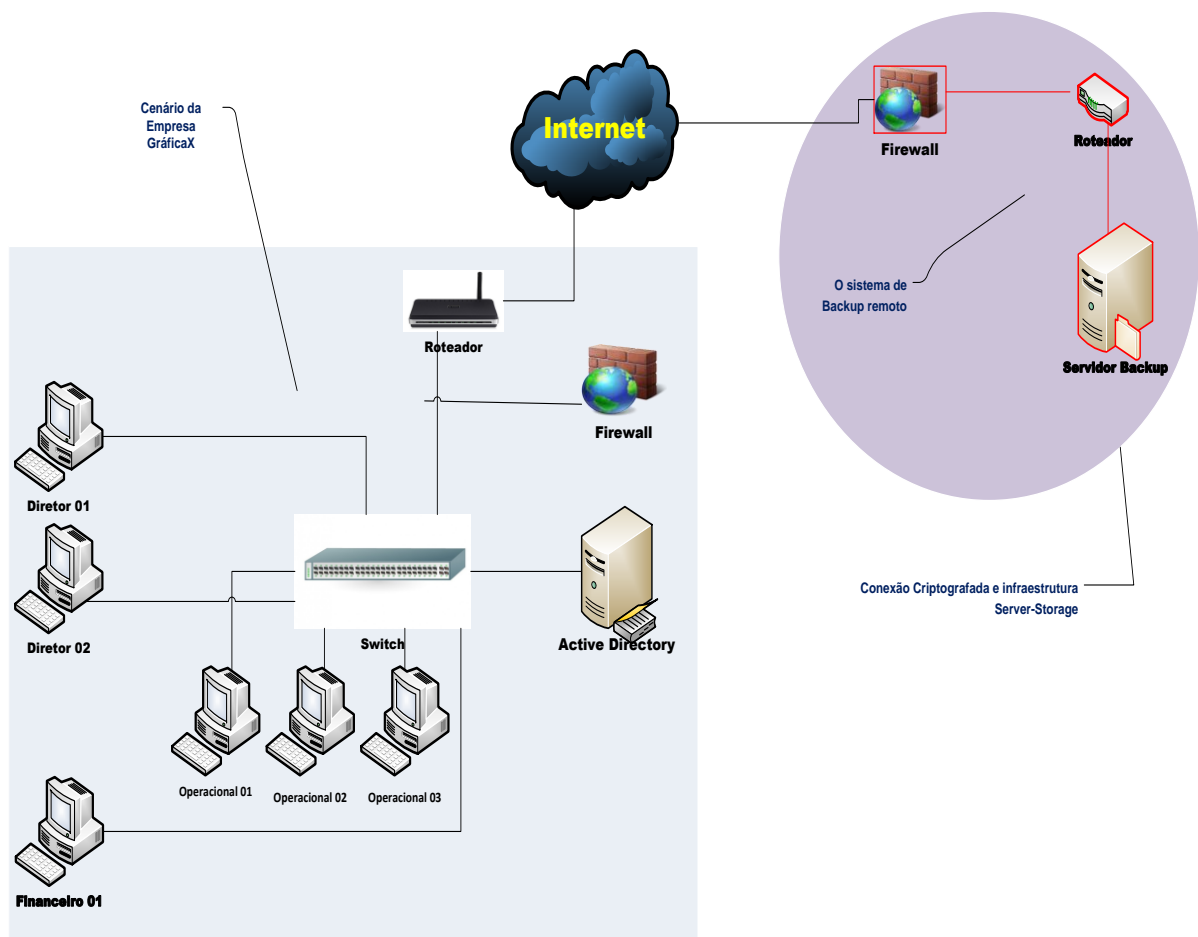 Cenário da
Empresa
GráficaX
Internet
Firewall
Roteador
O sistema de
Backup remoto
Servidor Backup
Roteador
Firewall
Diretor 01
Conexão Criptografada e infraestrutura
Server-Storage
Diretor 02
Switch
Active Directory
Operacional 01
Operacional 02
Operacional 03
Financeiro 01